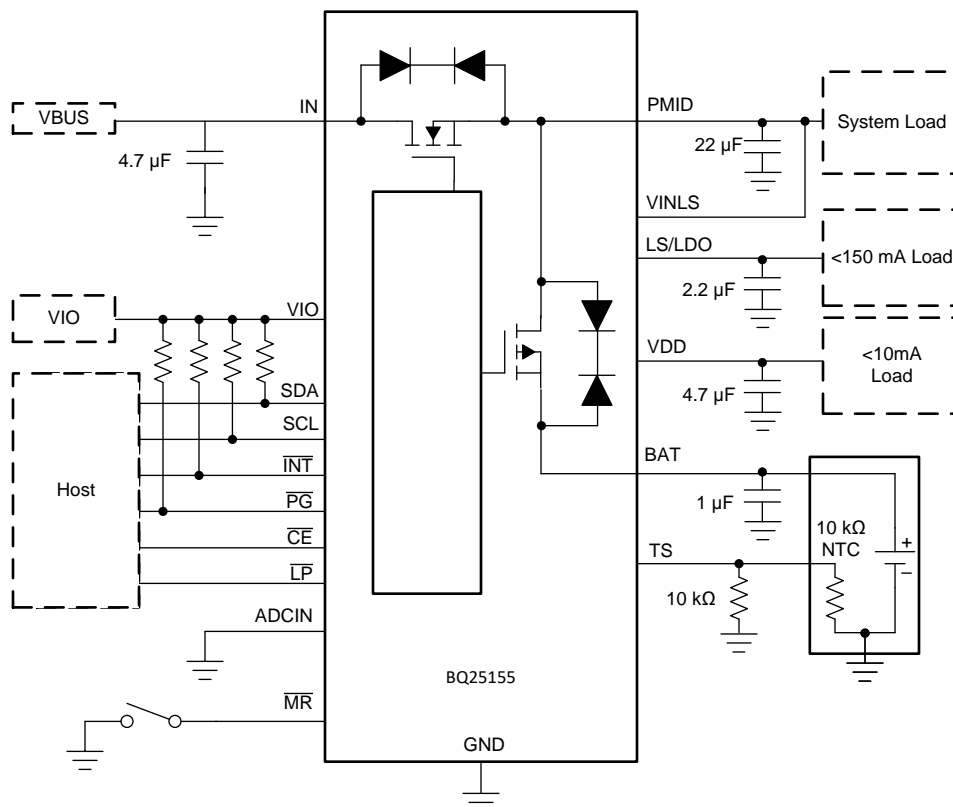 IN
PMID
VBUS
System Load
4.7 µF
22 µF
VINLS
LS/LDO
<150 mA Load
2.2 µF
VIO
VIO
VDD
<10mA
Load
4.7 µF
SDA
SCL
INT
PG
CE
LP
Host
BAT
1 µF
10 kΩ
NTC
+
−
TS
10 kΩ
ADCIN
BQ25155
MR
GND